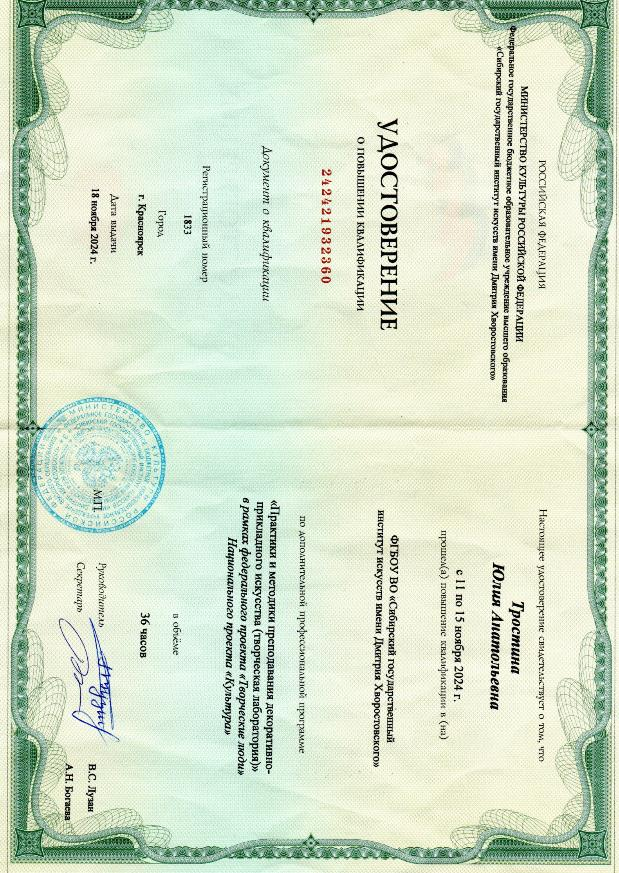 РОССИЙСКАЯ ФЕДЕРАЦИЯ
МИНИСТЕРСТВО КУЛЬТУРЫ РОССИЙСКОЙ ФЕДЕРАЦИИ
Федеральное государственное бюджетное образовательное учреждение высшего образования
«Сибирский государственный институт искусств имени Дмитрия Хворостовского»
УДОСТОВЕРЕНИЕ
О ПОВЫШЕНИИ КВАЛИФИКАЦИИ
242421932360
Документ о квалификации
Регистрационный номер
1833
Город
г. Красноярск
Дата выдачи
18 ноября 2024 г.
Настоящее удостоверение свидетельствует о том, что
Тростина
Юлия Анатольевна
прошел(а) повышение квалификации в (на)
с 11 по 15 ноября 2024 г.
ФГБОУ ВО «Сибирский государственный
институт искусств имени Дмитрия Хворостовского»
по дополнительной профессиональной программе
«Практики и методики преподавания декоративно-
прикладного искусства (творческая лаборатория)»
в рамках федерального проекта «Творческие люди»
Национального проекта «Культура»
в объёме
36 часов
М.П.
Руководитель
В.С. Лузан
Секретарь
А.Н. Богаева